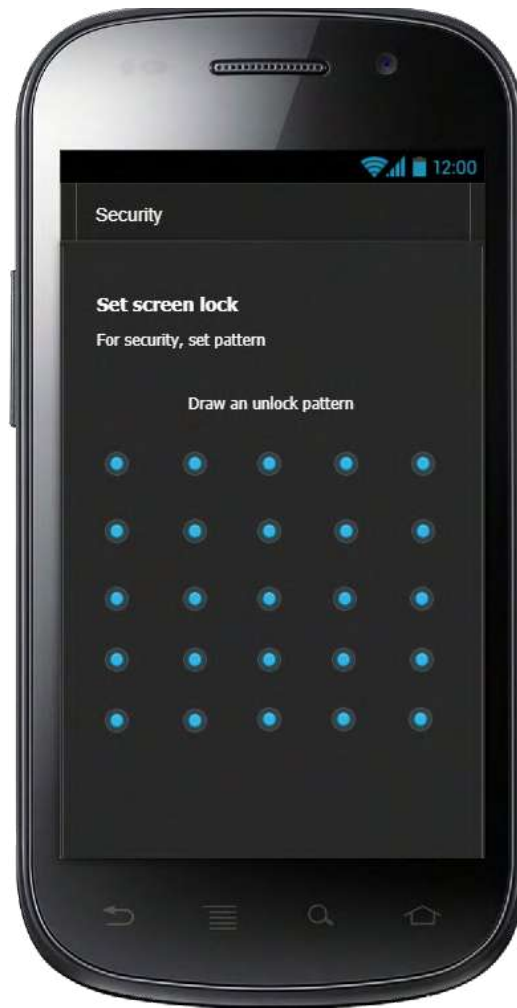 12:00
Security
Set screen lock
For security, set pattern
Draw an unlock pattern